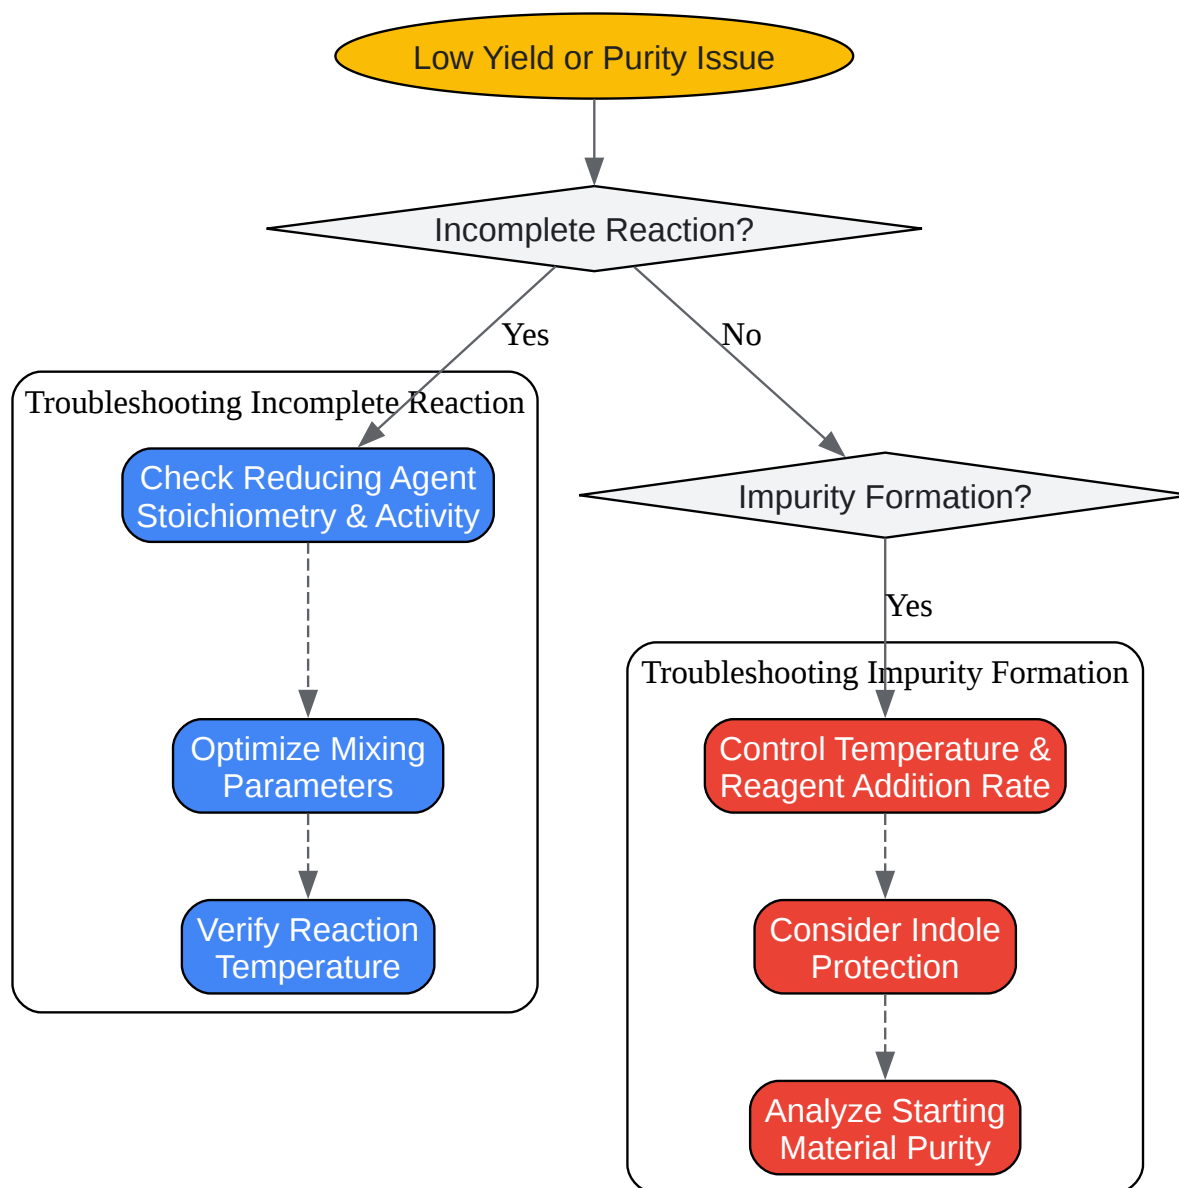 Low Yield or Purity Issue
Incomplete Reaction?
Yes
No
Troubleshooting Incomplete Reaction
Check Reducing Agent
Stoichiometry & Activity
Optimize Mixing
Parameters
Verify Reaction
Temperature
Impurity Formation?
Yes
Troubleshooting Impurity Formation
Control Temperature &
Reagent Addition Rate
Consider Indole
Protection
Analyze Starting
Material Purity